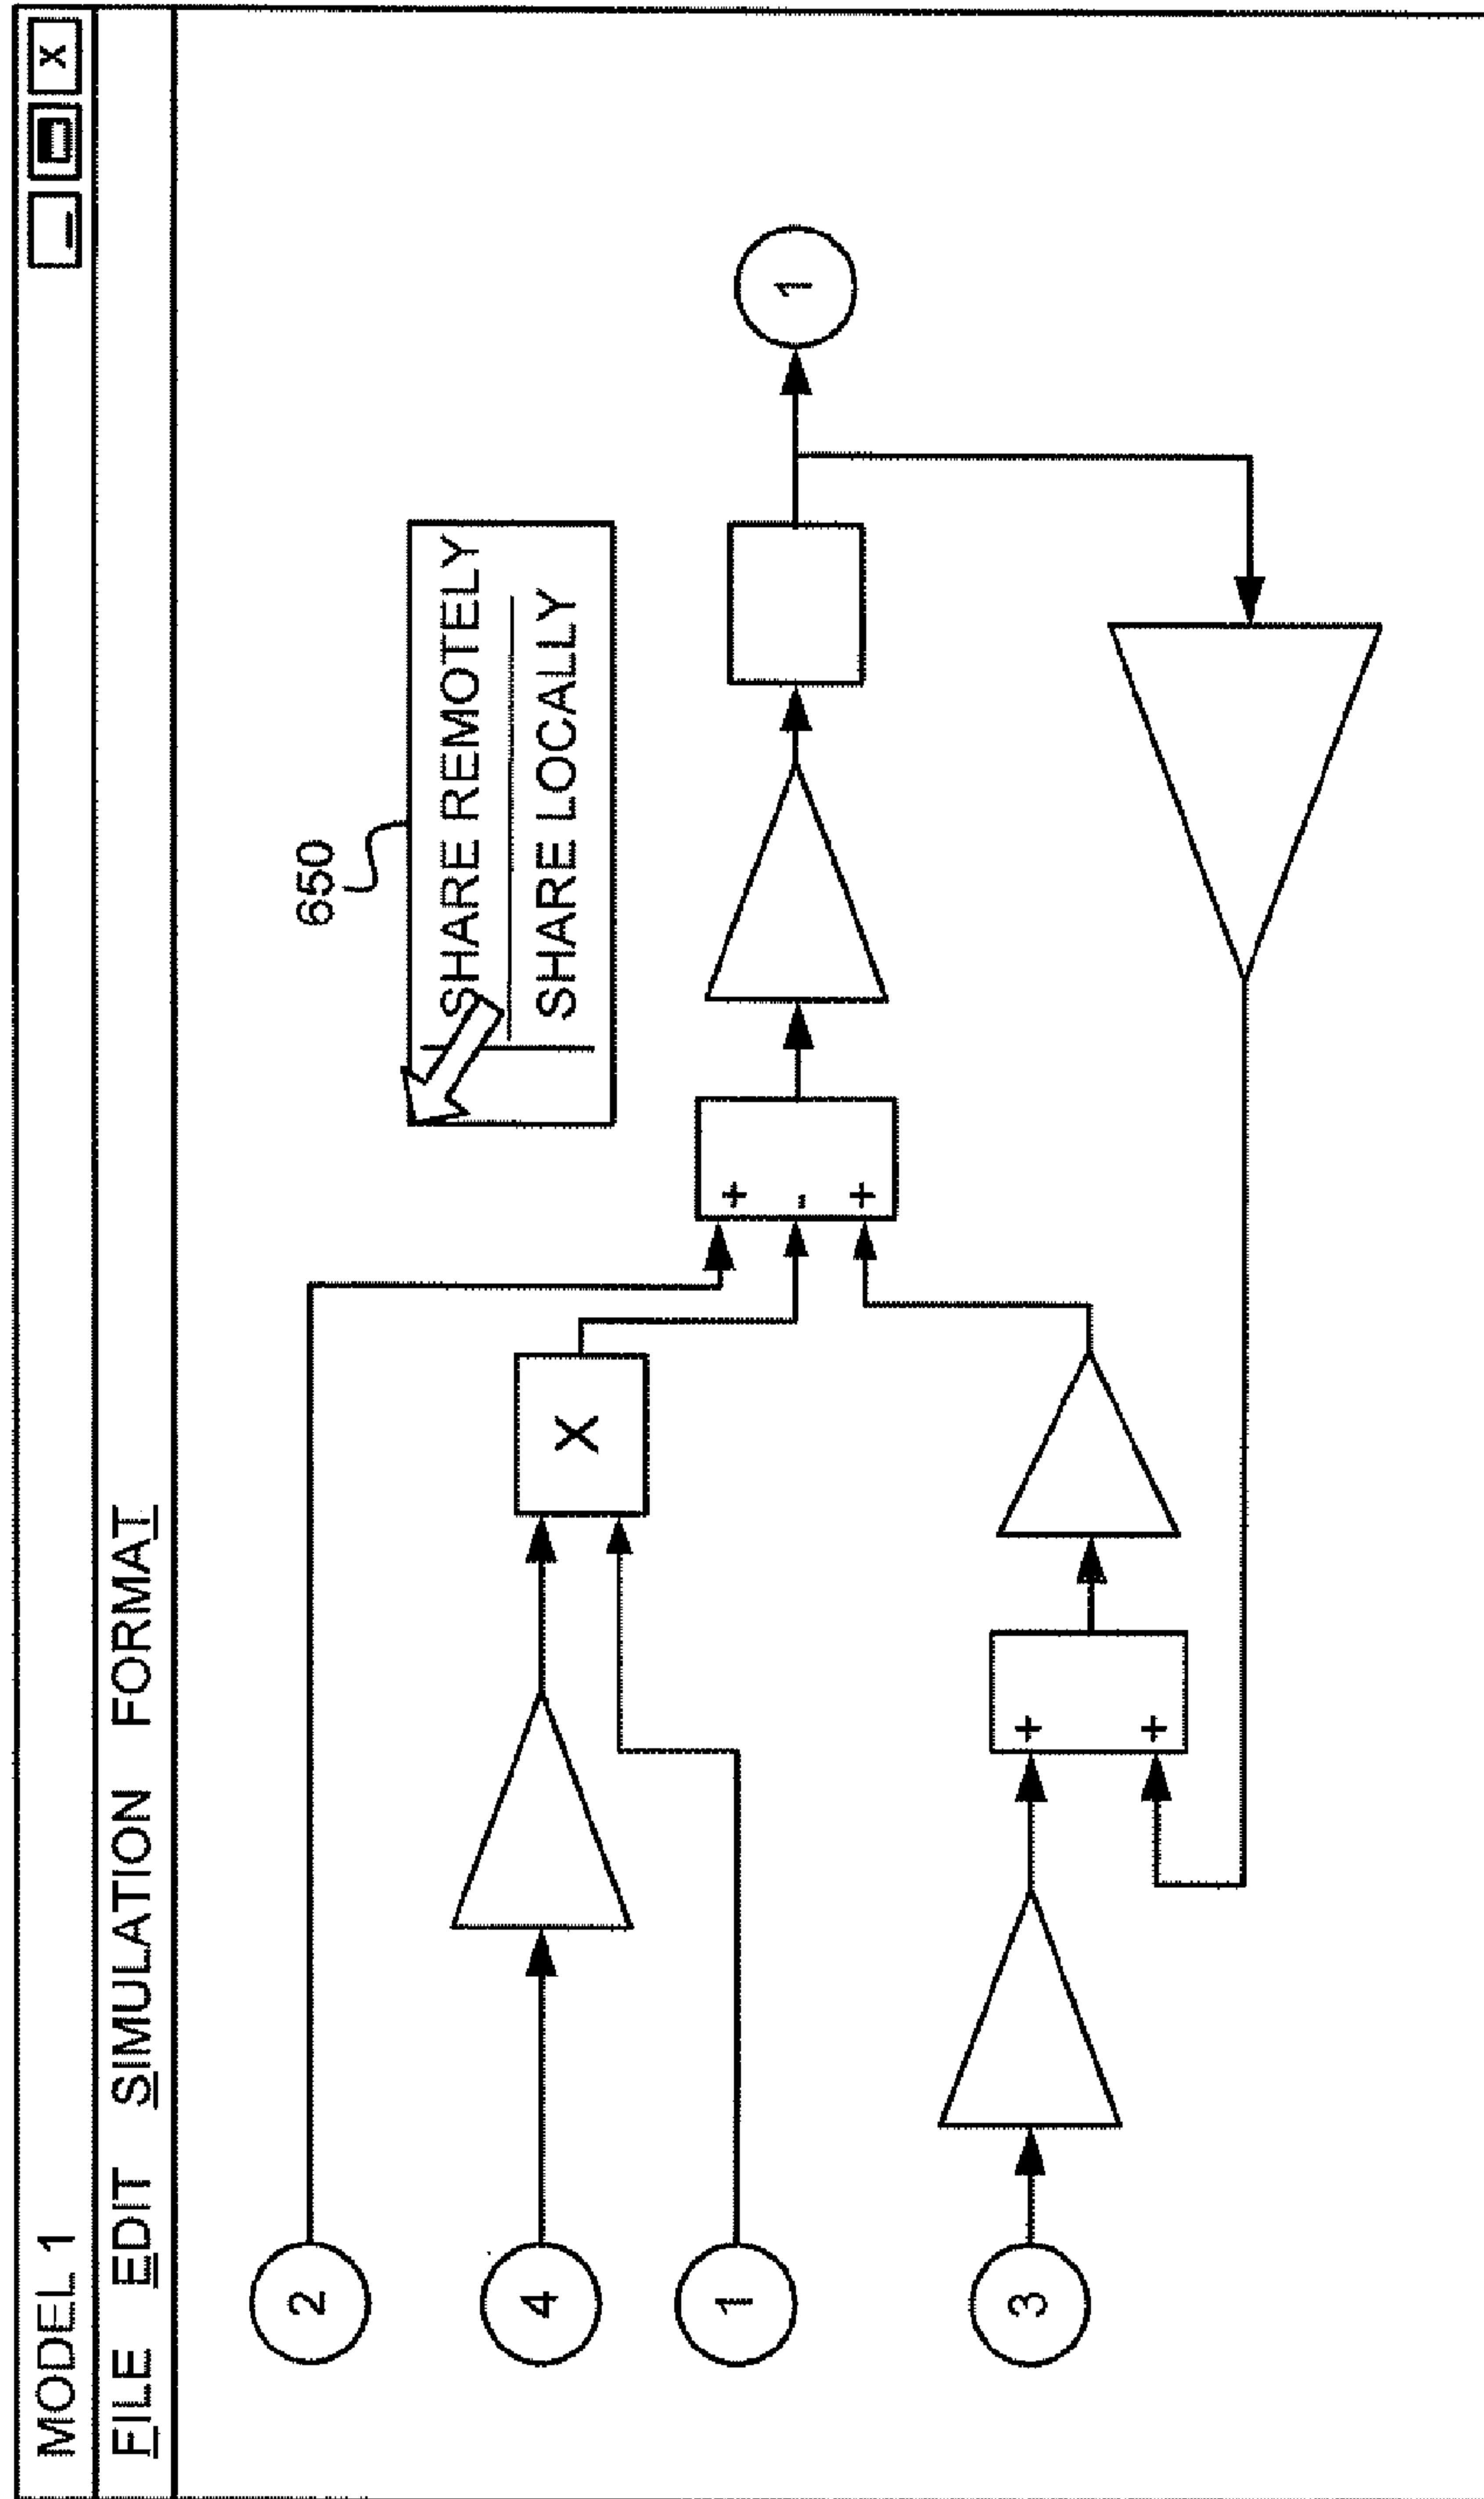 MODEL 1
_ X
FILE EDIT SIMULATION FORMAT
650
SHARE REMOTELY
SHARE LOCALLY
2
4
X
1
+
-
+
1
3
+
+